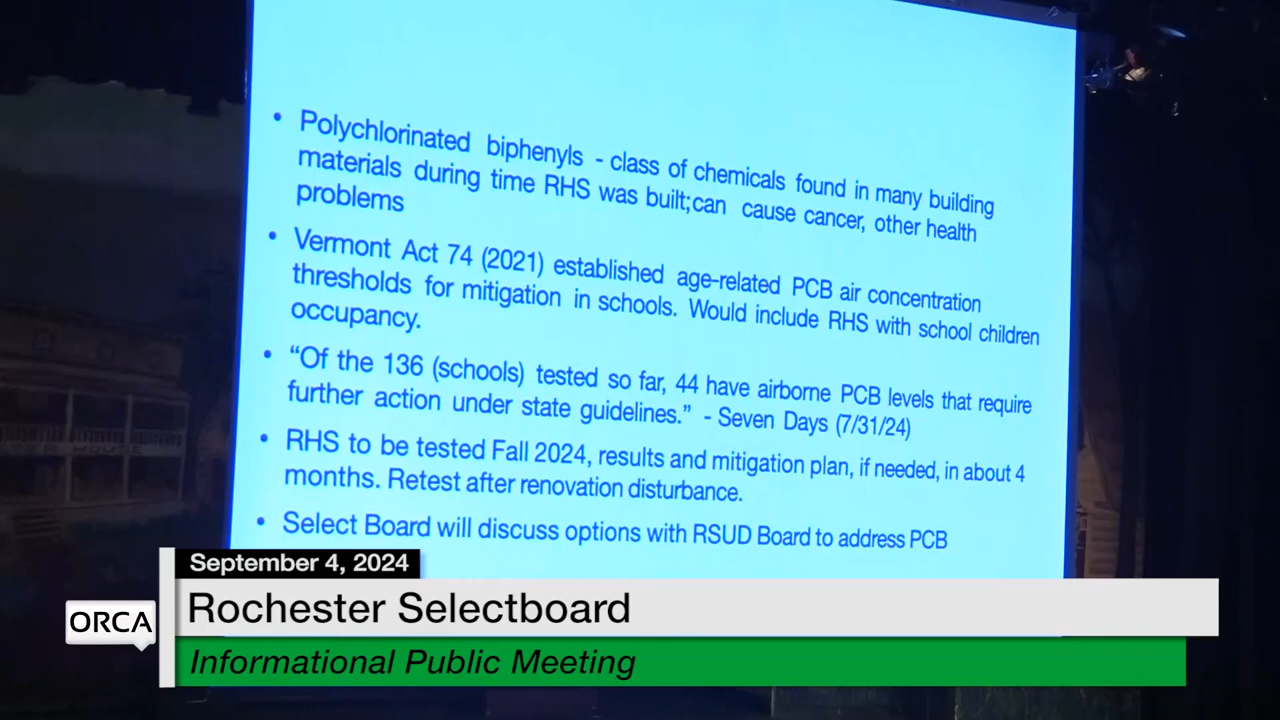 • Polychlorinated biphenyls - class of chemicals found in many building
materials during time RHS was built;can cause cancer, other health
problems
• Vermont Act 74 (2021) established age-related PCB air concentration
thresholds for mitigation in schools. Would include RHS with school children
occupancy.
• “Of the 136 (schools) tested so far, 44 have airborne PCB levels that require
further action under state guidelines.” - Seven Days (7/31/24)
• RHS to be tested Fall 2024, results and mitigation plan, if needed, in about 4
months. Retest after renovation disturbance.
• Select Board will discuss options with RSUD Board to address PCB
September 4, 2024
ORCA
Rochester Selectboard
Informational Public Meeting